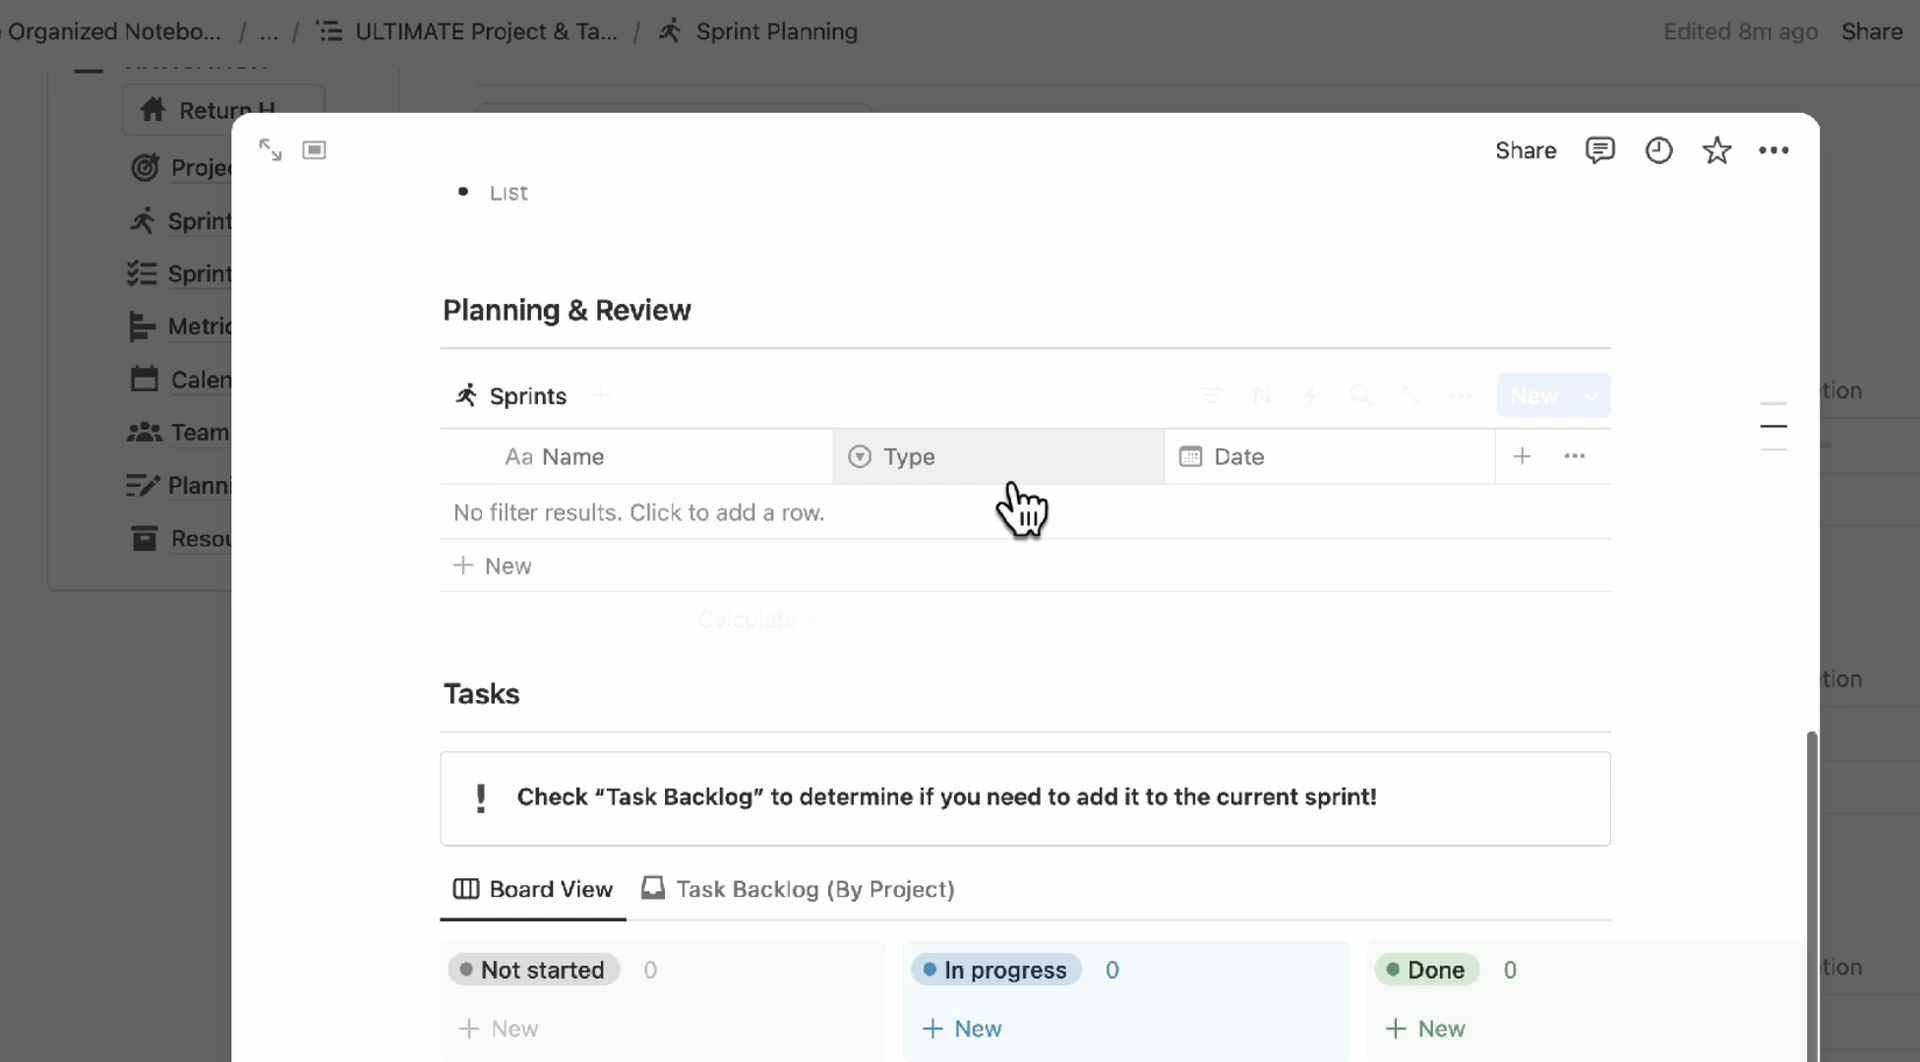 Organized Notebo... / ... / ULTIMATE Project & Ta... / Sprint Planning
Edited 8m ago Share
Return H
Projec
Sprint
Sprint
Metric
Calen
Team
Planni
Resou
Share
List
Planning & Review
Sprints
New
Aa Name
Type
Date
No filter results. Click to add a row.
New
Calculate
Tasks
Check “Task Backlog” to determine if you need to add it to the current sprint!
Board View
Task Backlog (By Project)
Not started 0
In progress 0
Done 0
New
New
New
tion
tion
tion